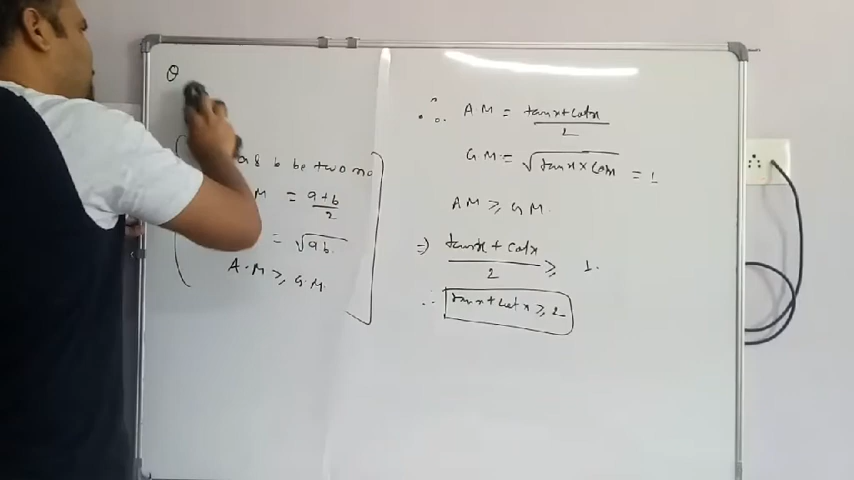 θ
a & b be two no
M = a+b/2
= √ab.
A.M ≥ G.M
∴ AM = tanx+cotx/2
GM = √tanx×cotx = 1
AM ≥ GM.
⇒ tanx + cotx/2 ≥ 1.
∴ tanx + cotx ≥ 2